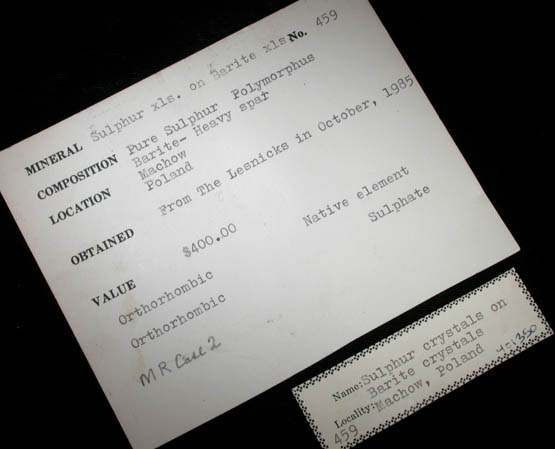 MINERAL Sulphur xls. on Barite xls No. 459
COMPOSITION Pure Sulphur Polymorphus
Barite- Heavy spar
LOCATION Machow
Poland
OBTAINED From The Lesnicks in October, 1985
VALUE $400.00 Native element
Sulphate
Orthorhombic
Orthorhombic
MR Case 2
Name: Sulphur crystals on
Barite crystals
Locality: Machow, Poland
459